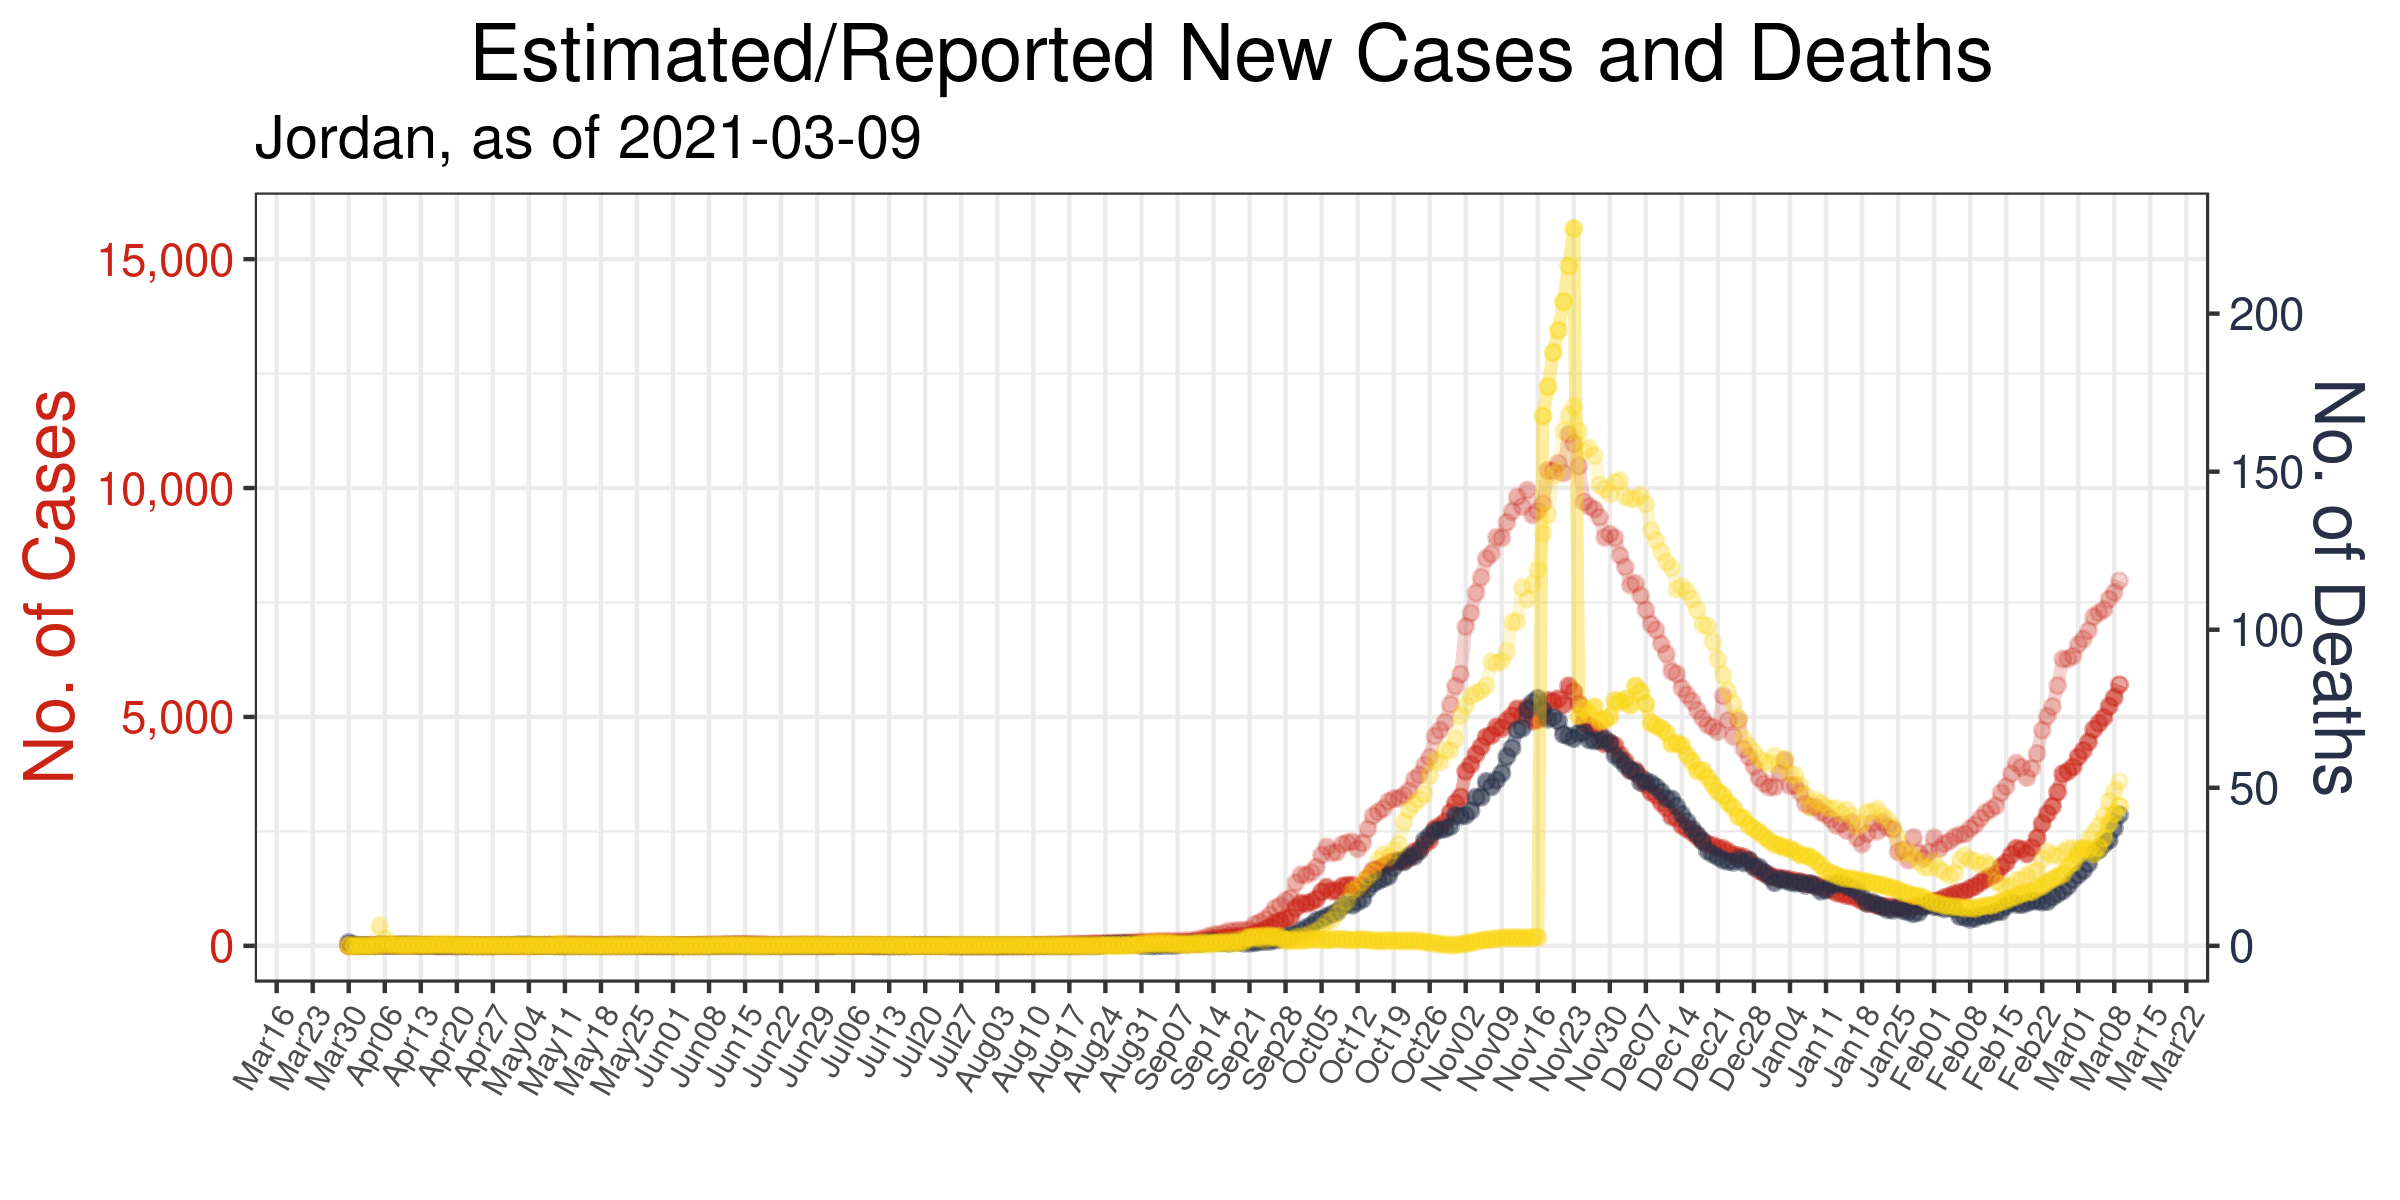 Estimated/Reported New Cases and Deaths
Jordan, as of 2021-03-09
No. of Cases
15,000
10,000
5,000
0
200
150
100
50
0
No. of Deaths
Mar16 Mar23 Mar30 Apr06 Apr13 Apr20 Apr27 May04 May11 May18 May25 Jun01 Jun08 Jun15 Jun22 Jun29 Jul06 Jul13 Jul20 Jul27 Aug03 Aug10 Aug17 Aug24 Aug31 Sep07 Sep14 Sep21 Sep28 Oct05 Oct12 Oct19 Oct26 Nov02 Nov09 Nov16 Nov23 Nov30 Dec07 Dec14 Dec21 Dec28 Jan04 Jan11 Jan18 Jan25 Feb01 Feb08 Feb15 Feb22 Mar01 Mar08 Mar15 Mar22